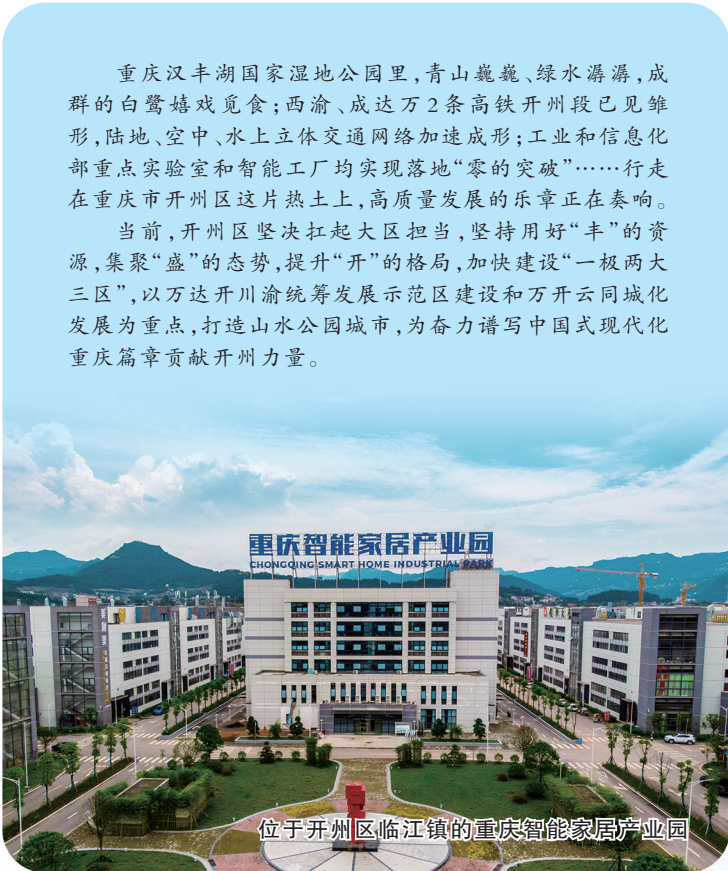 重庆汉丰湖国家湿地公园里,青山巍巍、绿水潺潺,成
群的白鹭嬉戏觅食;西渝、成达万2条高铁开州段已见雏
形,陆地、空中、水上立体交通网络加速成形;工业和信息化
部重点实验室和智能工厂均实现落地“零的突破”……行走
在重庆市开州区这片热土上,高质量发展的乐章正在奏响。
当前,开州区坚决扛起大区担当,坚持用好“丰”的资
源,集聚“盛”的态势,提升“开”的格局,加快建设“一极两大
三区”,以万达开川渝统筹发展示范区建设和万开云同城化
发展为重点,打造山水公园城市,为奋力谱写中国式现代化
重庆篇章贡献开州力量。
重庆智能家居产业园
CHONGQING SMART HOME INDUSTRIAL PARK
位于开州区临江镇的重庆智能家居产业园